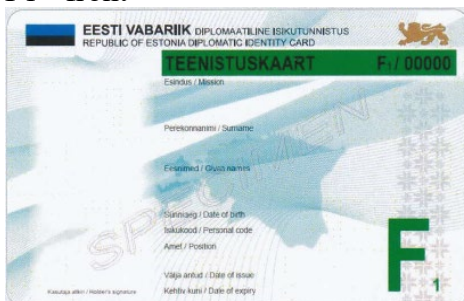 EESTI VABARIIK DIPLOMAATILINE ISIKUTUNNISTUS
REPUBLIC OF ESTONIA DIPLOMATIC IDENTITY CARD
TEENISTUSKAART F1 / 00000
Esindus / Mission
Perekonnanimi / Surname
Eesnimed / Given names
SPECIMEN
Sünniaeg / Date of birth
Isikukood / Personal code
Amet / Position
Välja antud / Date of issue
Kasutaja allkiri / Holder's signature
Kehtiv kuni / Date of expiry
F 1